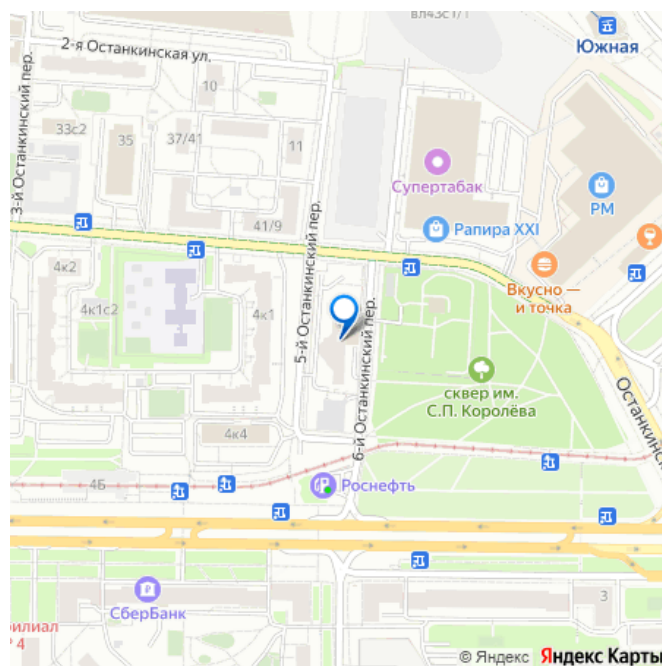 вл43с1/1
Южная
2-я Останкинская ул.
3-й Останкинский пер.
10
33с2
35
37/41
11
Супертабак
РМ
41/9
Рапира XXI
5-й Останкинский пер.
4к2
4к1с2
4к1
6-й Останкинский пер.
Вкусно —
и точка
сквер им.
С.П. Королёва
Останкинс
4к4
4Б
Роснефть
СберБанк
3
филиал
4
© Яндекс Яндекс Карты